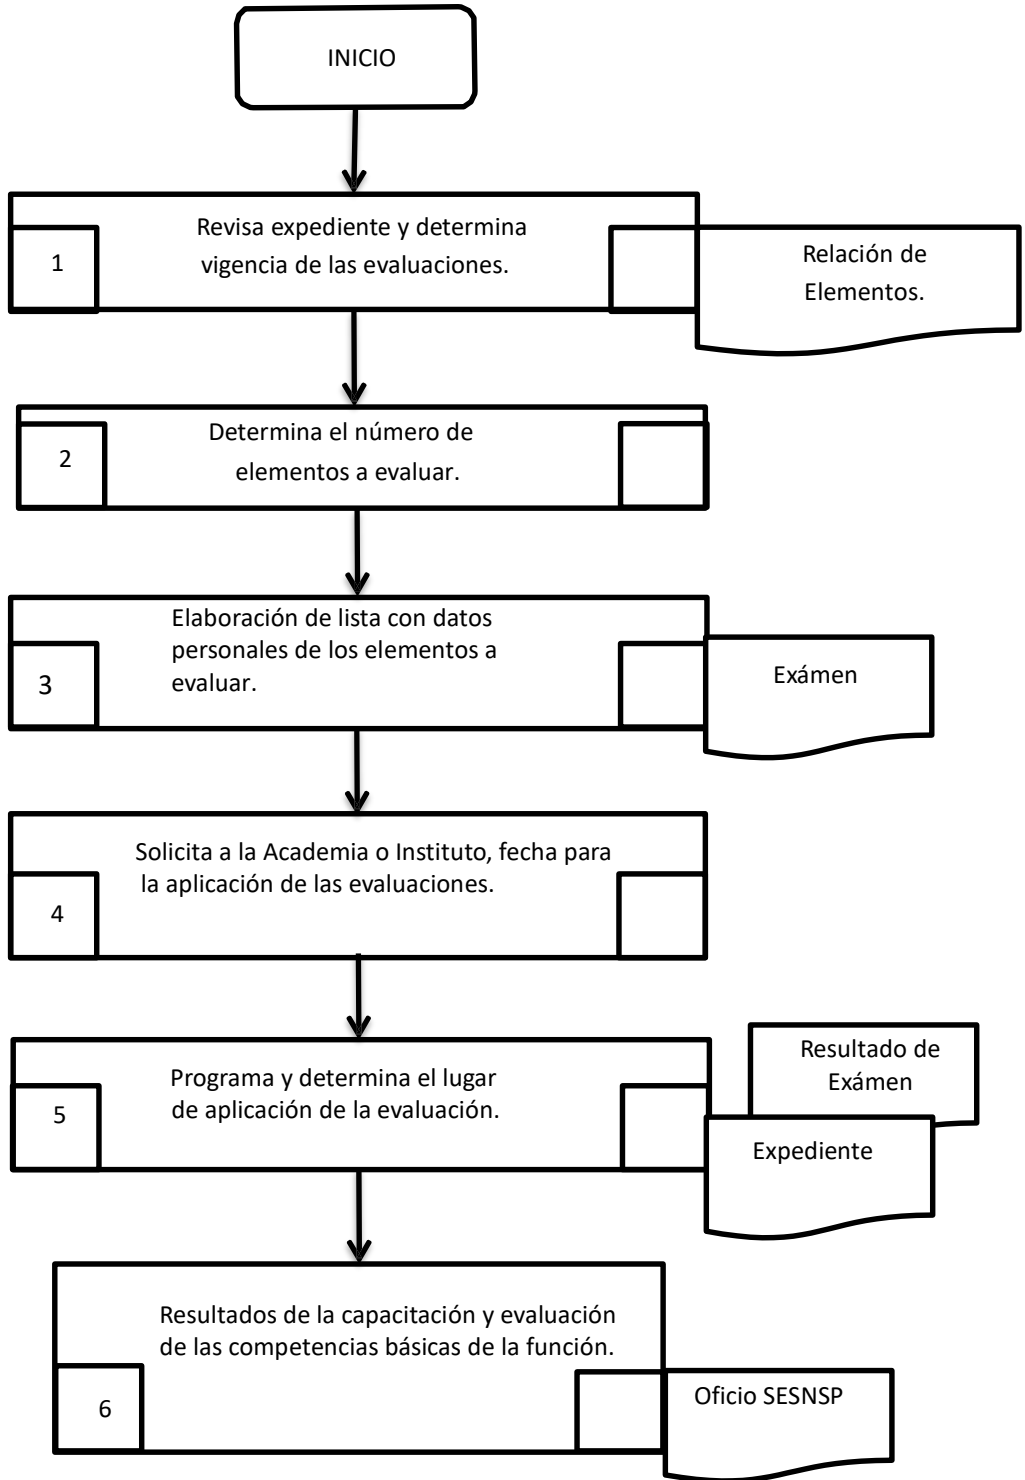 INICIO
Revisa expediente y determina
vigencia de las evaluaciones.
1
Relación de
Elementos.
Determina el número de
elementos a evaluar.
2
Elaboración de lista con datos
personales de los elementos a
evaluar.
3
Exámen
Solicita a la Academia o Instituto, fecha para
la aplicación de las evaluaciones.
4
Programa y determina el lugar
de aplicación de la evaluación.
5
Resultado de
Exámen
Expediente
Resultados de la capacitación y evaluación
de las competencias básicas de la función.
6
Oficio SESNSP